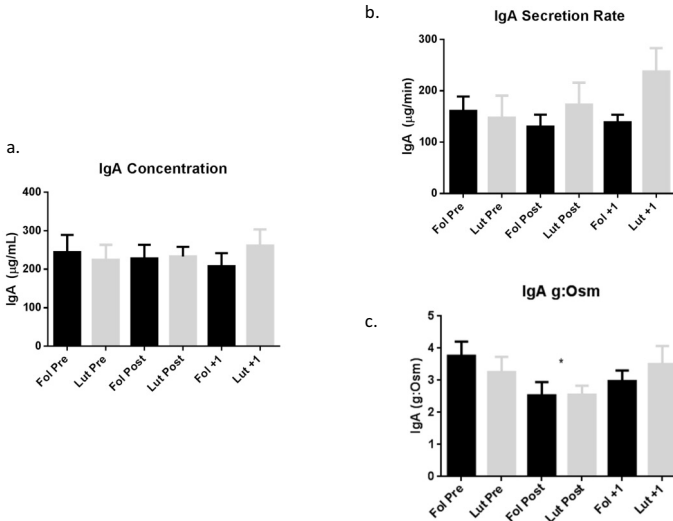 a.
IgA Concentration
IgA (µg/mL)
400
300
200
100
0
Fol Pre
Lut Pre
Fol Post
Lut Post
Fol +1
Lut +1
b.
IgA Secretion Rate
IgA (µg/min)
300
200
100
0
Fol Pre
Lut Pre
Fol Post
Lut Post
Fol +1
Lut +1
c.
IgA g:Osm
IgA (g:Osm)
5
4
3
2
1
0
*
Fol Pre
Lut Pre
Fol Post
Lut Post
Fol +1
Lut +1